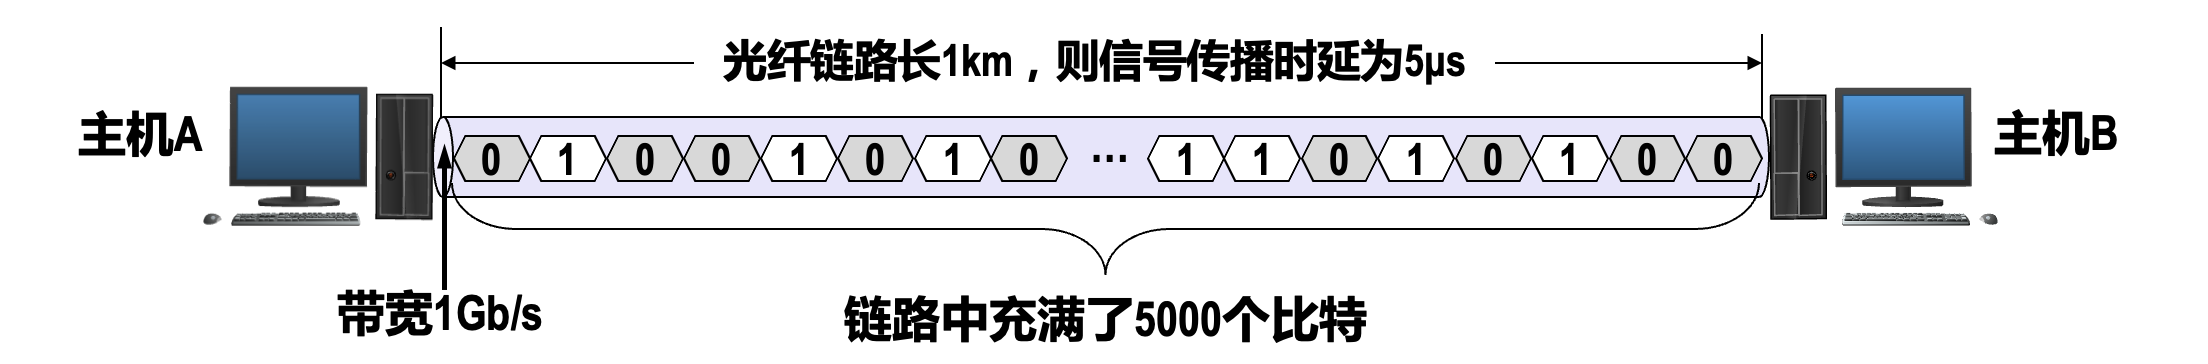 光纤链路长1km，则信号传播时延为5μs
主机A
0 1 0 0 1 0 1 0 ··· 1 1 0 1 0 1 0 0
主机B
带宽1Gb/s
链路中充满了5000个比特